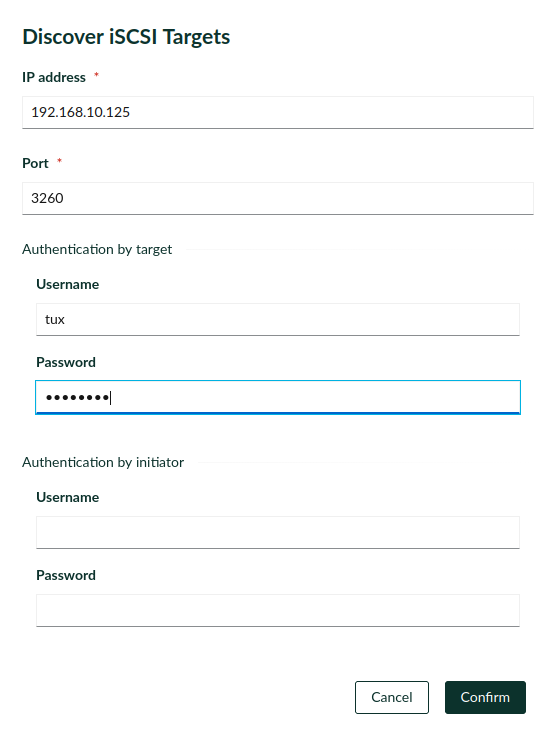 Discover iSCSI Targets
IP address *
192.168.10.125
Port *
3260
Authentication by target
Username
tux
Password
••••••••
Authentication by initiator
Username
Password
Cancel Confirm